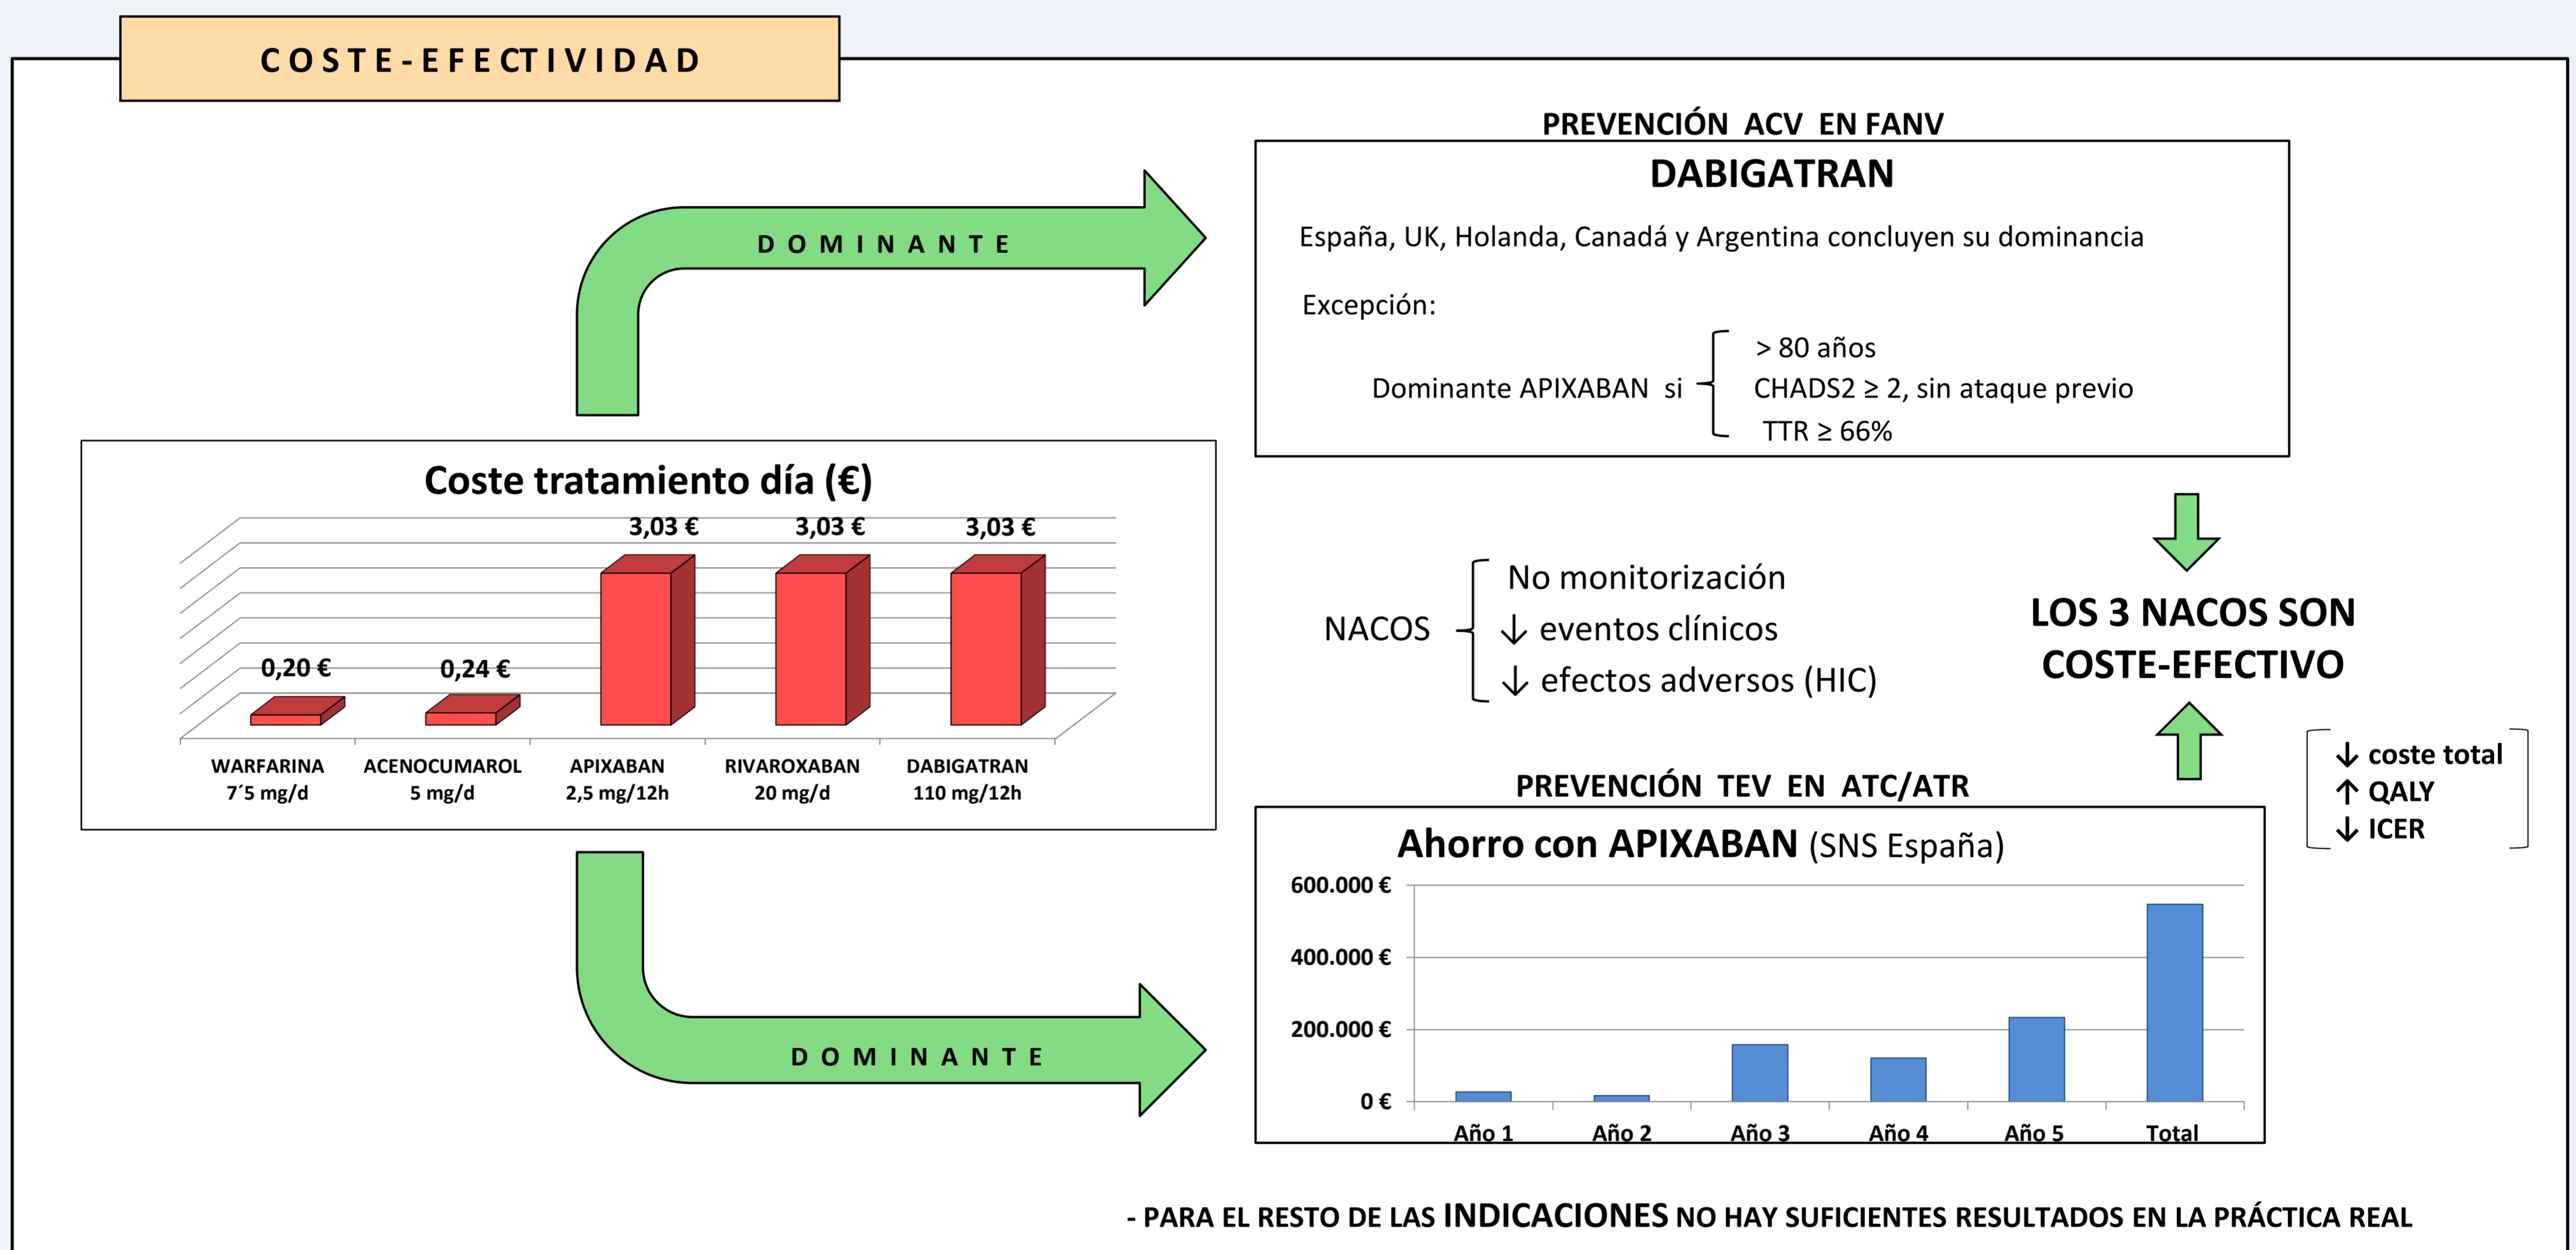 COSTE-EFECTIVIDAD
DOMINANTE
PREVENCIÓN ACV EN FANV
DABIGATRAN
España, UK, Holanda, Canadá y Argentina concluyen su dominancia
Excepción:
Dominante APIXABAN si
> 80 años
CHADS2 ≥ 2, sin ataque previo
TTR ≥ 66%
Coste tratamiento día (€)
0,20 €
0,24 €
3,03 €
3,03 €
3,03 €
WARFARINA
7´5 mg/d
ACENOCUMAROL
5 mg/d
APIXABAN
2,5 mg/12h
RIVAROXABAN
20 mg/d
DABIGATRAN
110 mg/12h
NACOS
No monitorización
↓ eventos clínicos
↓ efectos adversos (HIC)
LOS 3 NACOS SON
COSTE-EFECTIVO
↓ coste total
↑ QALY
↓ ICER
DOMINANTE
PREVENCIÓN TEV EN ATC/ATR
Ahorro con APIXABAN (SNS España)
600.000 €
400.000 €
200.000 €
0 €
Año 1
Año 2
Año 3
Año 4
Año 5
Total
- PARA EL RESTO DE LAS INDICACIONES NO HAY SUFICIENTES RESULTADOS EN LA PRÁCTICA REAL